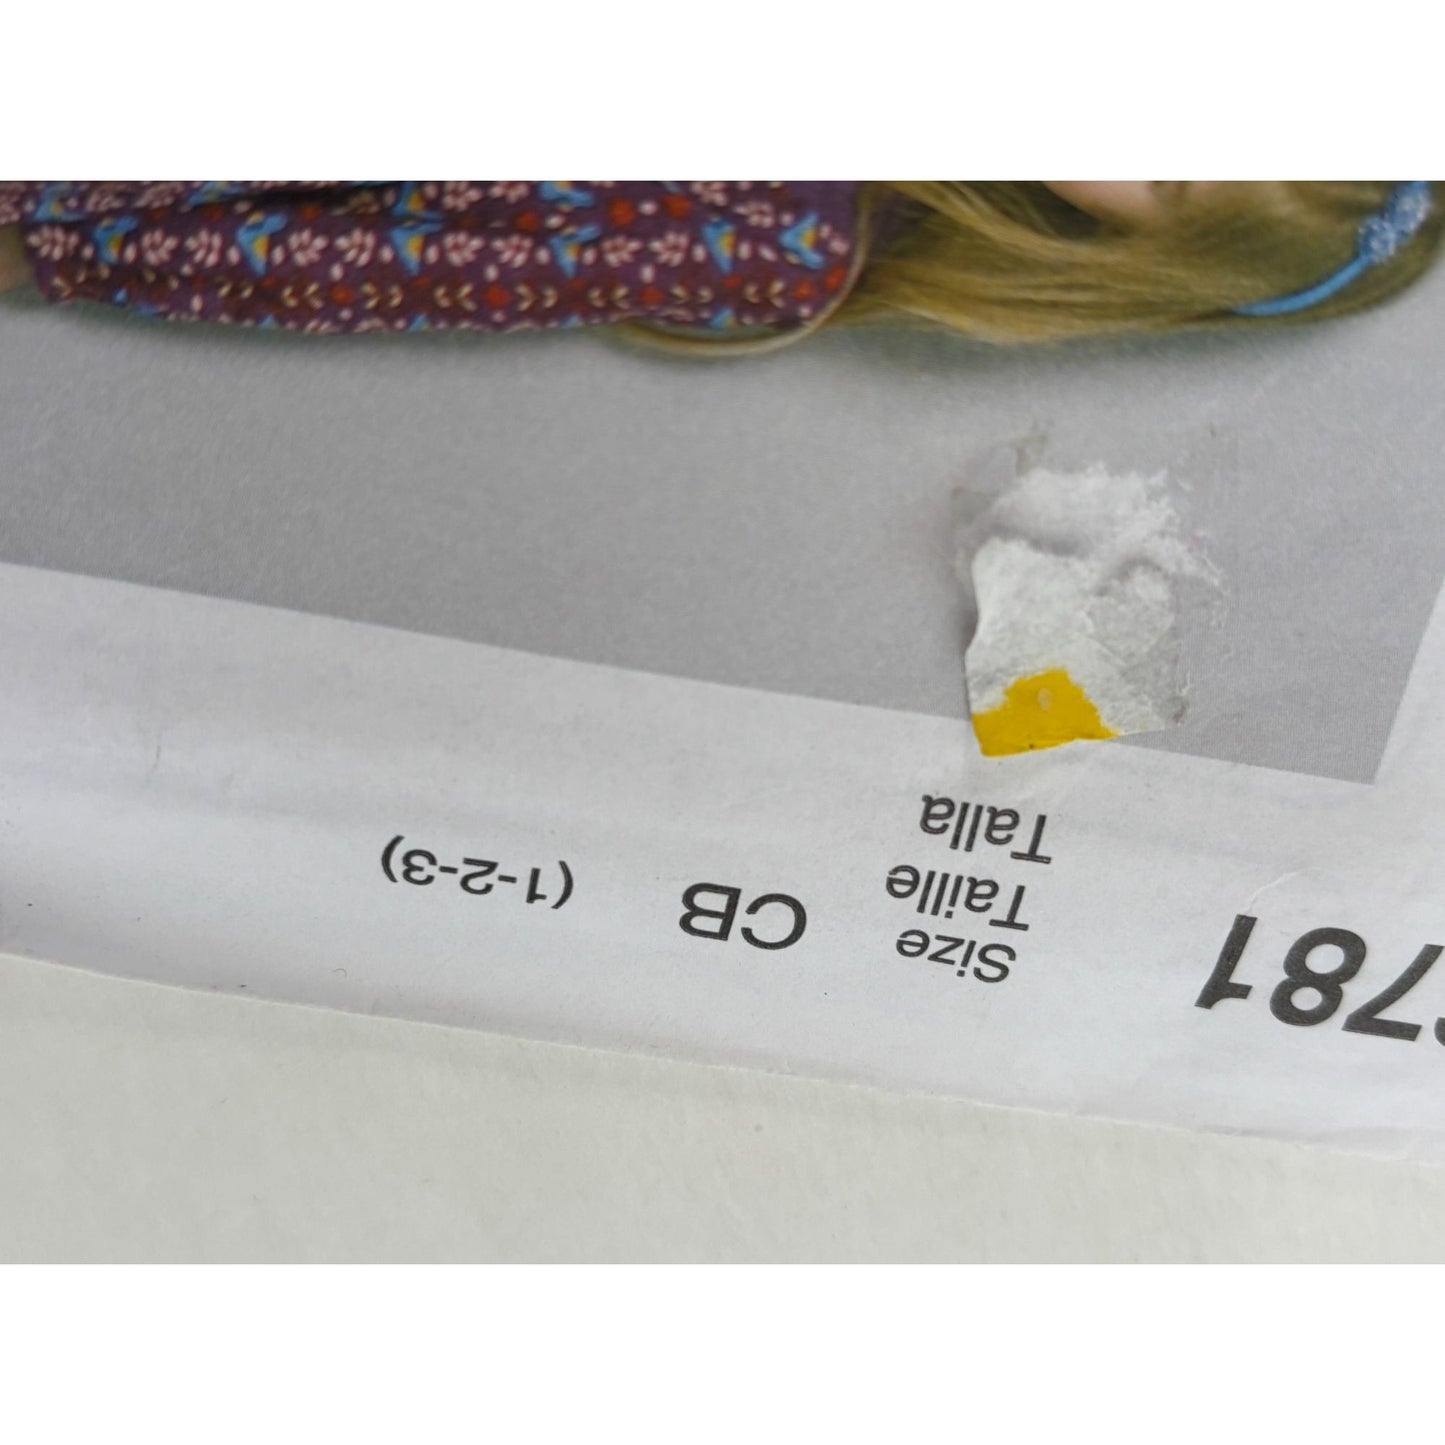 781
Size
Taille
Talla
CB
(1-2-3)